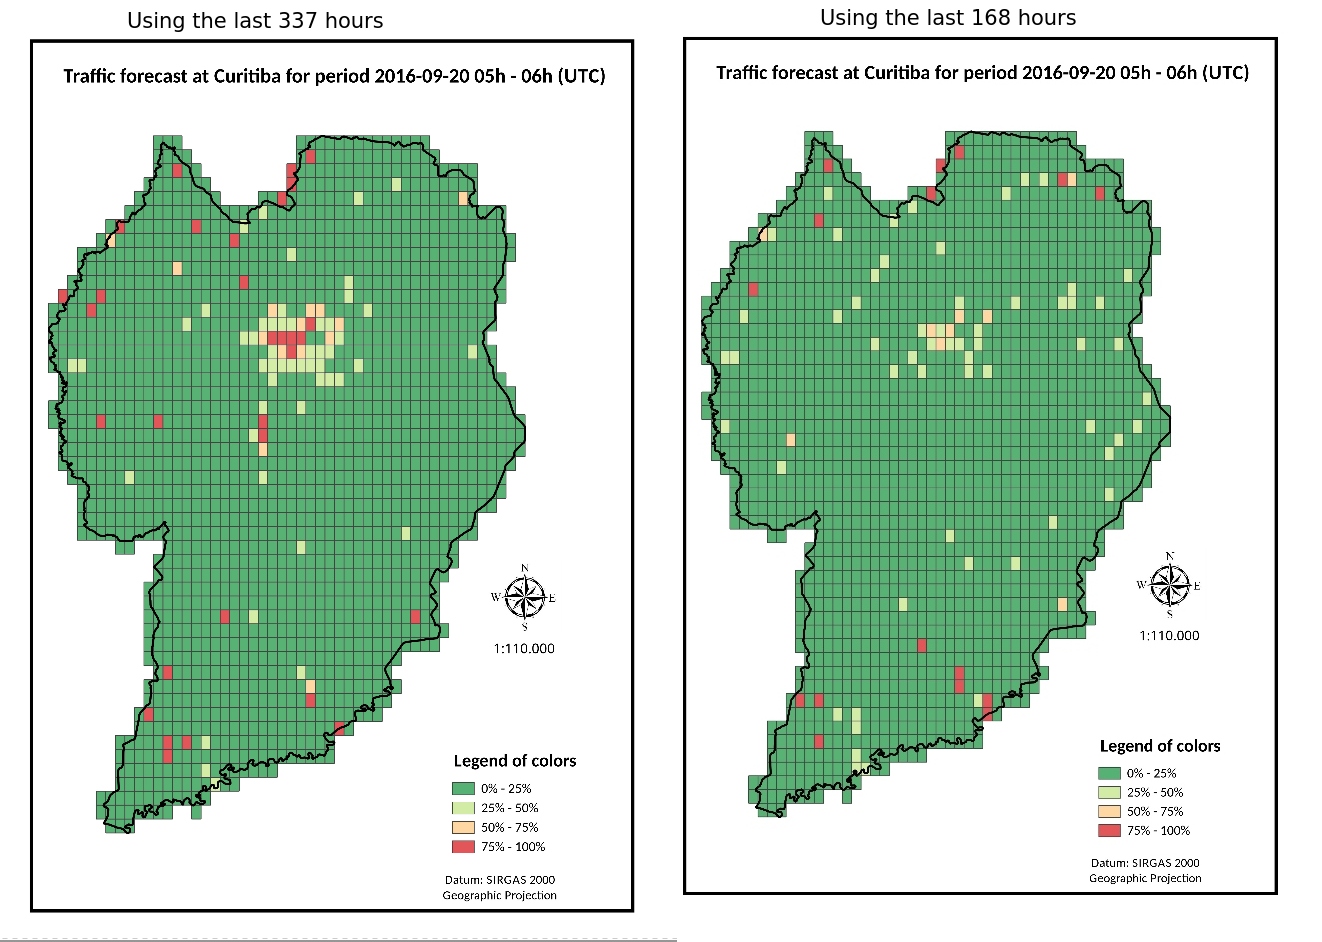 Using the last 337 hours
Traffic forecast at Curitiba for period 2016-09-20 05h - 06h (UTC)
N
W E
S
1:110.000
Legend of colors
0% - 25%
25% - 50%
50% - 75%
75% - 100%
Datum: SIRGAS 2000
Geographic Projection
Using the last 168 hours
Traffic forecast at Curitiba for period 2016-09-20 05h - 06h (UTC)
N
W E
S
1:110.000
Legend of colors
0% - 25%
25% - 50%
50% - 75%
75% - 100%
Datum: SIRGAS 2000
Geographic Projection